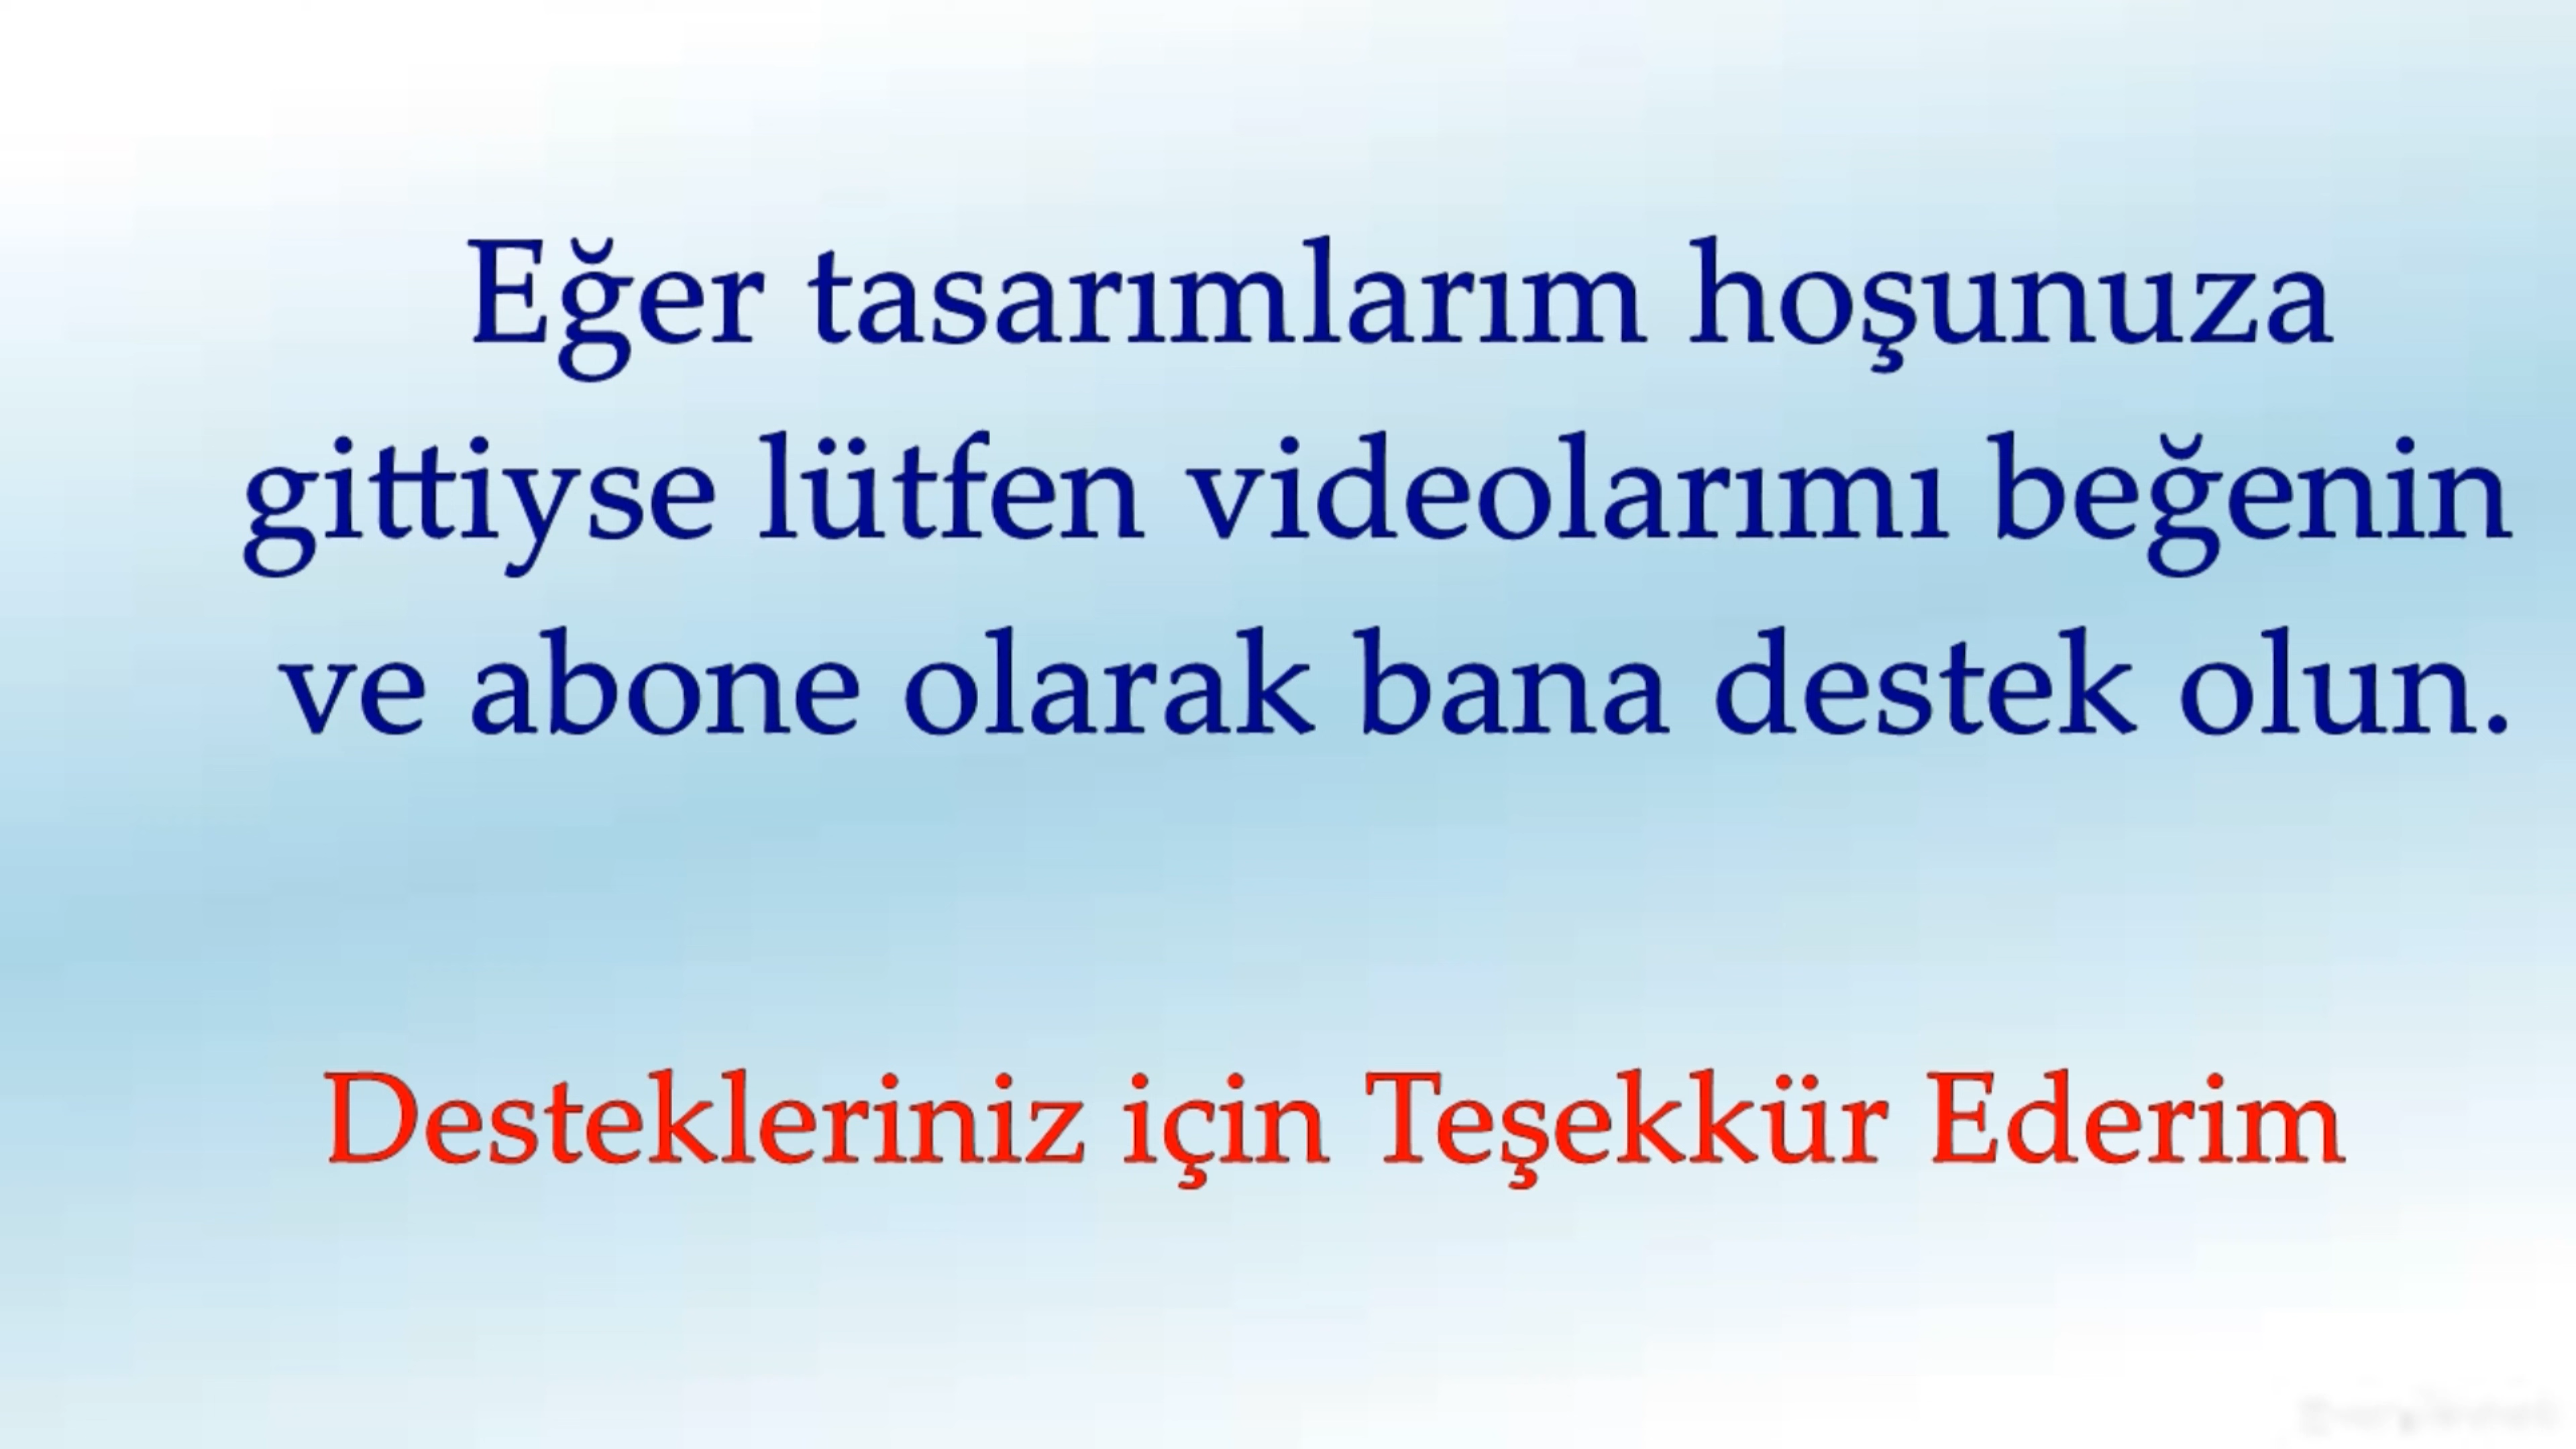 Eğer tasarımlarım hoşunuza
gittiyse lütfen videolarımı beğenin
ve abone olarak bana destek olun.
Destekleriniz için Teşekkür Ederim